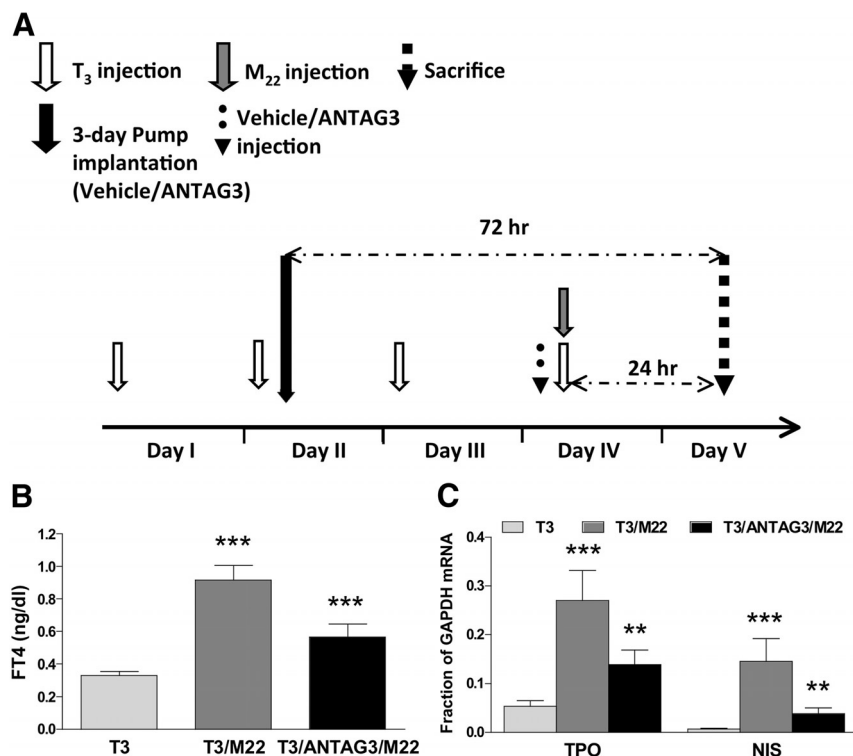 A
T3 injection
M22 injection
Sacrifice
3-day Pump
implantation
(Vehicle/ANTAG3)
Vehicle/ANTAG3
injection
72 hr
24 hr
Day I
Day II
Day III
Day IV
Day V
B
FT4 (ng/dl)
1.2
1.0
0.8
0.6
0.4
0.2
0.0
***
***
T3
T3/M22
T3/ANTAG3/M22
C
T3
T3/M22
T3/ANTAG3/M22
Fraction of GAPDH mRNA
0.4
0.3
0.2
0.1
0.0
***
**
***
**
TPO
NIS